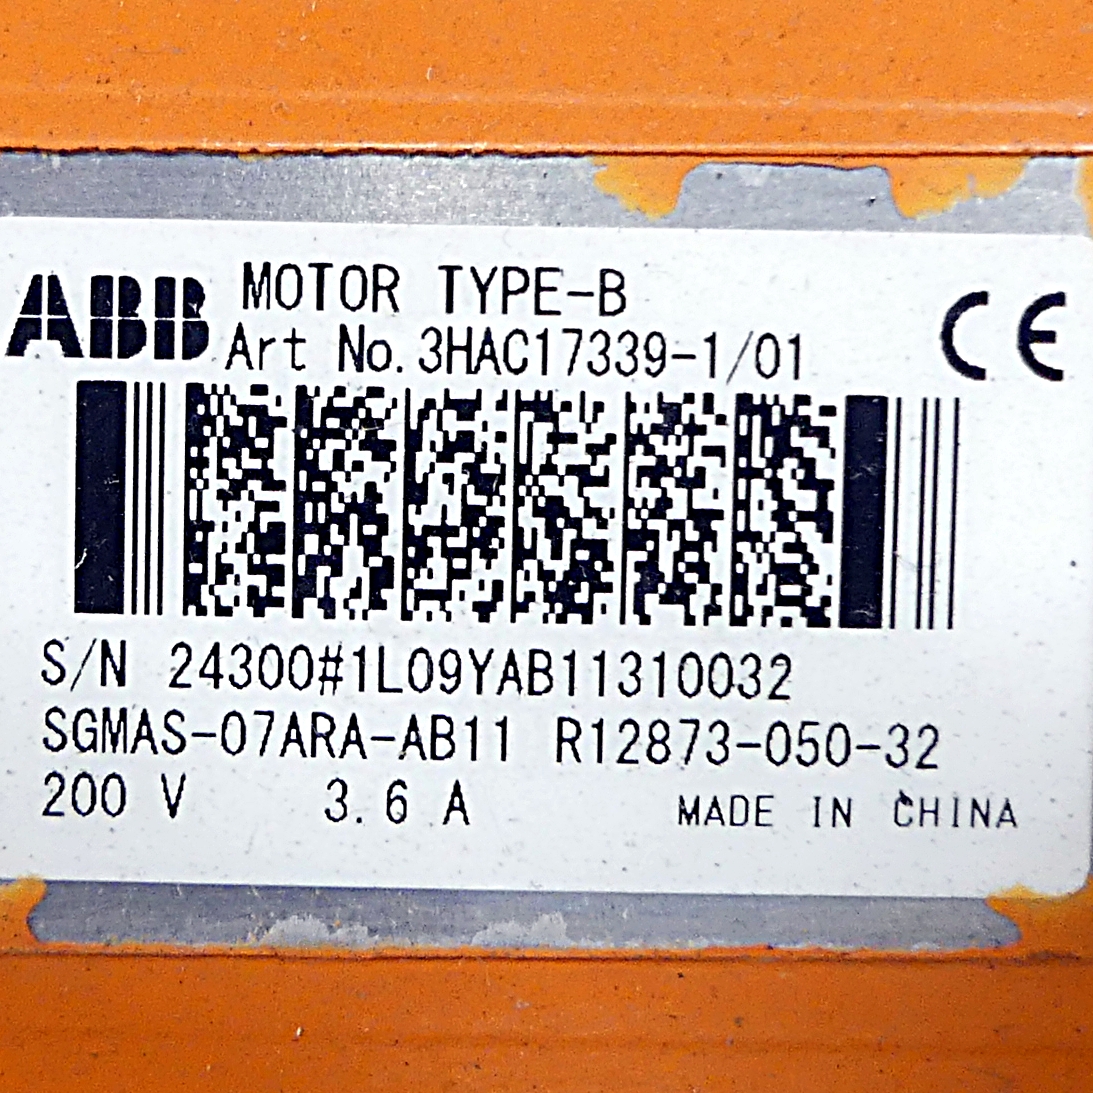 ABB MOTOR TYPE-B CE
Art No. 3HAC17339-1/01
S/N 24300#1L09YAB11310032
SGMAS-07ARA-AB11 R12873-050-32
200 V 3.6 A MADE IN CHINA